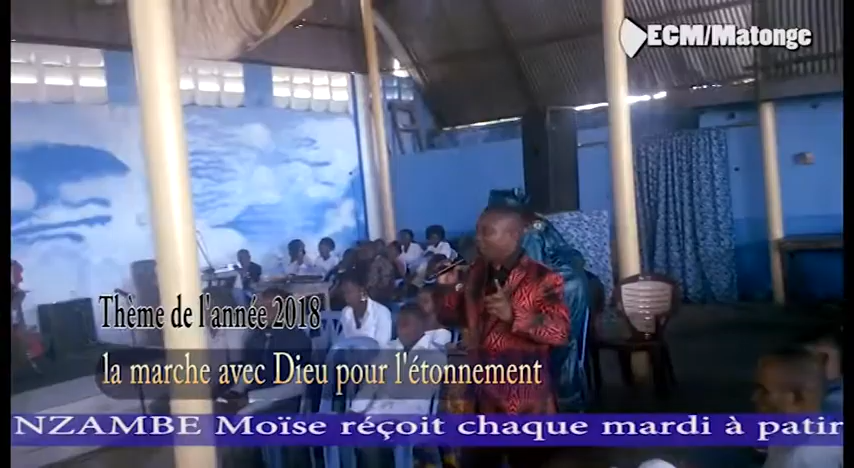 ECM/Matonge
Thème de l'année 2018
la marche avec Dieu pour l'étonnement
NZAMBE Moïse réçoit chaque mardi à patir